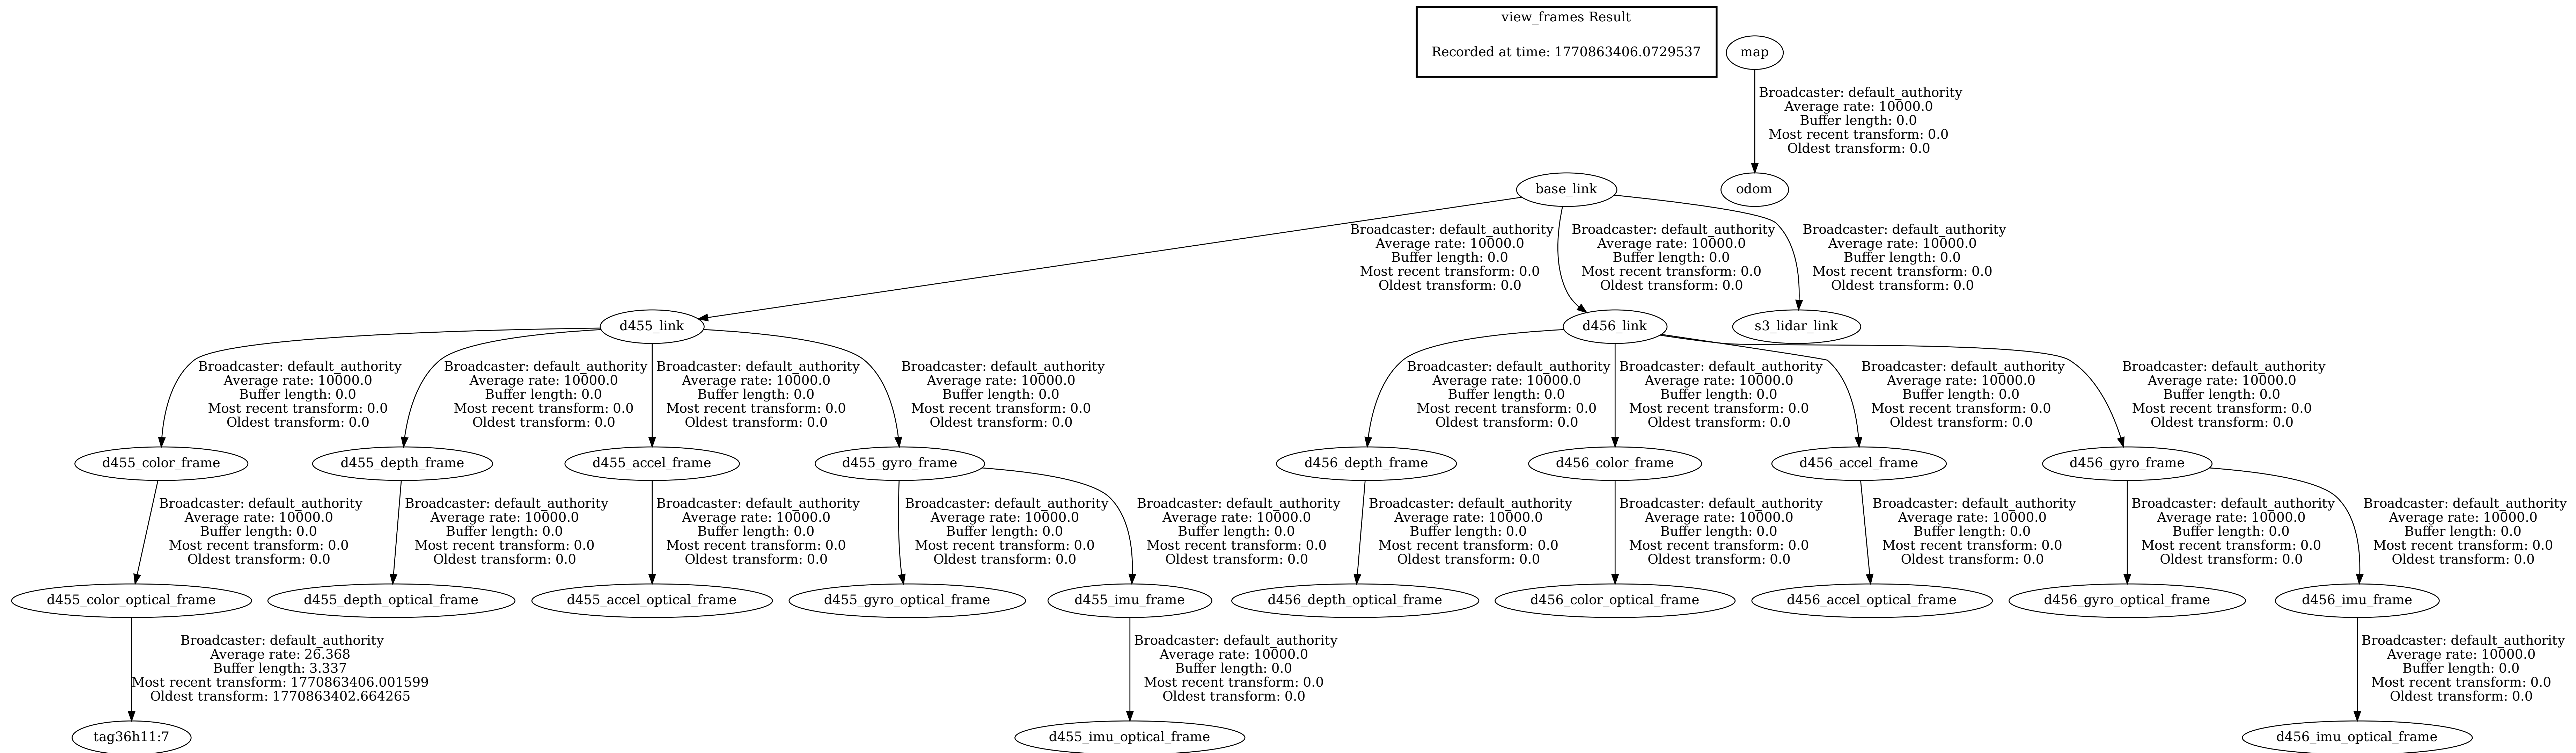 view_frames Result
Recorded at time: 1770863406.0729537
map
Broadcaster: default_authority
Average rate: 10000.0
Buffer length: 0.0
Most recent transform: 0.0
Oldest transform: 0.0
base_link
odom
Broadcaster: default_authority
Average rate: 10000.0
Buffer length: 0.0
Most recent transform: 0.0
Oldest transform: 0.0
Broadcaster: default_authority
Average rate: 10000.0
Buffer length: 0.0
Most recent transform: 0.0
Oldest transform: 0.0
Broadcaster: default_authority
Average rate: 10000.0
Buffer length: 0.0
Most recent transform: 0.0
Oldest transform: 0.0
d455_link
d456_link
s3_lidar_link
Broadcaster: default_authority
Average rate: 10000.0
Buffer length: 0.0
Most recent transform: 0.0
Oldest transform: 0.0
Broadcaster: default_authority
Average rate: 10000.0
Buffer length: 0.0
Most recent transform: 0.0
Oldest transform: 0.0
Broadcaster: default_authority
Average rate: 10000.0
Buffer length: 0.0
Most recent transform: 0.0
Oldest transform: 0.0
Broadcaster: default_authority
Average rate: 10000.0
Buffer length: 0.0
Most recent transform: 0.0
Oldest transform: 0.0
Broadcaster: default_authority
Average rate: 10000.0
Buffer length: 0.0
Most recent transform: 0.0
Oldest transform: 0.0
Broadcaster: default_authority
Average rate: 10000.0
Buffer length: 0.0
Most recent transform: 0.0
Oldest transform: 0.0
Broadcaster: default_authority
Average rate: 10000.0
Buffer length: 0.0
Most recent transform: 0.0
Oldest transform: 0.0
Broadcaster: default_authority
Average rate: 10000.0
Buffer length: 0.0
Most recent transform: 0.0
Oldest transform: 0.0
d455_color_frame
d455_depth_frame
d455_accel_frame
d455_gyro_frame
d456_depth_frame
d456_color_frame
d456_accel_frame
d456_gyro_frame
Broadcaster: default_authority
Average rate: 10000.0
Buffer length: 0.0
Most recent transform: 0.0
Oldest transform: 0.0
Broadcaster: default_authority
Average rate: 10000.0
Buffer length: 0.0
Most recent transform: 0.0
Oldest transform: 0.0
Broadcaster: default_authority
Average rate: 10000.0
Buffer length: 0.0
Most recent transform: 0.0
Oldest transform: 0.0
Broadcaster: default_authority
Average rate: 10000.0
Buffer length: 0.0
Most recent transform: 0.0
Oldest transform: 0.0
Broadcaster: default_authority
Average rate: 10000.0
Buffer length: 0.0
Most recent transform: 0.0
Oldest transform: 0.0
Broadcaster: default_authority
Average rate: 10000.0
Buffer length: 0.0
Most recent transform: 0.0
Oldest transform: 0.0
Broadcaster: default_authority
Average rate: 10000.0
Buffer length: 0.0
Most recent transform: 0.0
Oldest transform: 0.0
Broadcaster: default_authority
Average rate: 10000.0
Buffer length: 0.0
Most recent transform: 0.0
Oldest transform: 0.0
Broadcaster: default_authority
Average rate: 10000.0
Buffer length: 0.0
Most recent transform: 0.0
Oldest transform: 0.0
Broadcaster: default_authority
Average rate: 10000.0
Buffer length: 0.0
Most recent transform: 0.0
Oldest transform: 0.0
d455_color_optical_frame
d455_depth_optical_frame
d455_accel_optical_frame
d455_gyro_optical_frame
d455_imu_frame
d456_depth_optical_frame
d456_color_optical_frame
d456_accel_optical_frame
d456_gyro_optical_frame
d456_imu_frame
Broadcaster: default_authority
Average rate: 26.368
Buffer length: 3.337
Most recent transform: 1770863406.001599
Oldest transform: 1770863402.664265
Broadcaster: default_authority
Average rate: 10000.0
Buffer length: 0.0
Most recent transform: 0.0
Oldest transform: 0.0
Broadcaster: default_authority
Average rate: 10000.0
Buffer length: 0.0
Most recent transform: 0.0
Oldest transform: 0.0
tag36h11:7
d455_imu_optical_frame
d456_imu_optical_frame